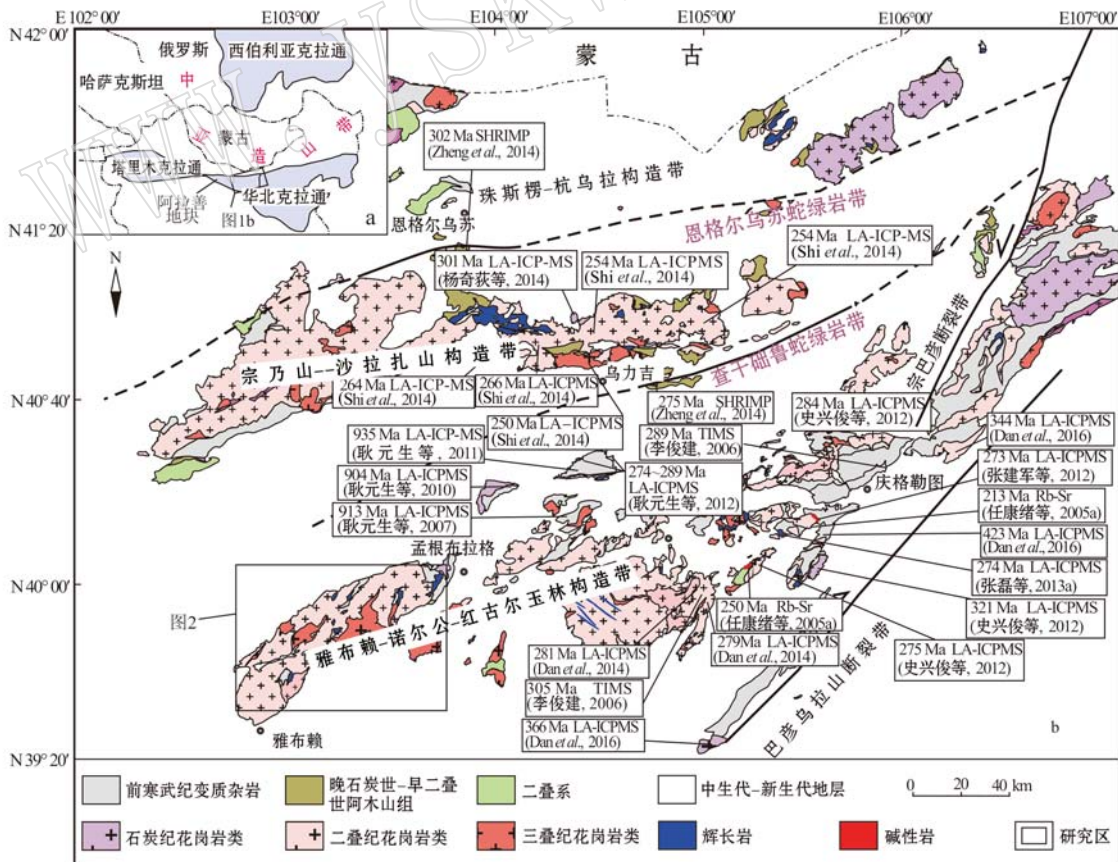 E102°00′ E103°00′ E104°00′ E105°00′ E106°00′ E107°00′
N42°00′
N41°20′
N40°40′
N40°00′
N39°20′
俄罗斯
西伯利亚克拉通
哈萨克斯坦
中
蒙古
造
山
带
塔里木克拉通
阿拉善
地块
华北克拉通
图1b
a
蒙 古
N
302 Ma SHRIMP
(Zheng et al., 2014)
珠斯楞-杭乌拉构造带
恩格尔乌苏
恩格尔乌苏蛇绿岩带
301 Ma LA-ICP-MS
(杨奇荻等, 2014)
254 Ma LA-ICPMS
(Shi et al., 2014)
254 Ma LA-ICP-MS
(Shi et al., 2014)
宗乃山--沙拉扎山构造带
乌力吉
查干础鲁蛇绿岩带
宗巴彦断裂带
264 Ma LA-ICP-MS
(Shi et al., 2014)
266 Ma LA-ICPMS
(Shi et al., 2014)
250 Ma LA-ICPMS
(Shi et al., 2014)
275 Ma SHRIMP
(Zheng et al., 2014)
284 Ma LA-ICPMS
(史兴俊等, 2012)
289 Ma TIMS
(李俊建, 2006)
344 Ma LA-ICPMS
(Dan et al., 2016)
935 Ma LA-ICP-MS
(耿元生等, 2011)
904 Ma LA-ICPMS
(耿元生等, 2010)
913 Ma LA-ICPMS
(耿元生等, 2007)
274~289 Ma
LA-ICPMS
(耿元生等, 2012)
庆格勒图
273 Ma LA-ICPMS
(张建军等, 2012)
213 Ma Rb-Sr
(任康绪等, 2005a)
423 Ma LA-ICPMS
(Dan et al., 2016)
274 Ma LA-ICPMS
(张磊等, 2013a)
321 Ma LA-ICPMS
(史兴俊等, 2012)
275 Ma LA-ICPMS
(史兴俊等, 2012)
孟根布拉格
图2
雅布赖-诺尔公-红古尔玉林构造带
雅布赖
250 Ma Rb-Sr
(任康绪等, 2005a)
279Ma LA-ICPMS
(Dan et al., 2014)
281 Ma LA-ICPMS
(Dan et al., 2014)
305 Ma TIMS
(李俊建, 2006)
366 Ma LA-ICPMS
(Dan et al., 2016)
巴彦乌拉山断裂带
b
前寒武纪变质杂岩
晚石炭世-早二叠
世阿木山组
二叠系
中生代-新生代地层
0 20 40 km
石炭纪花岗岩类
二叠纪花岗岩类
三叠纪花岗岩类
辉长岩
碱性岩
研究区